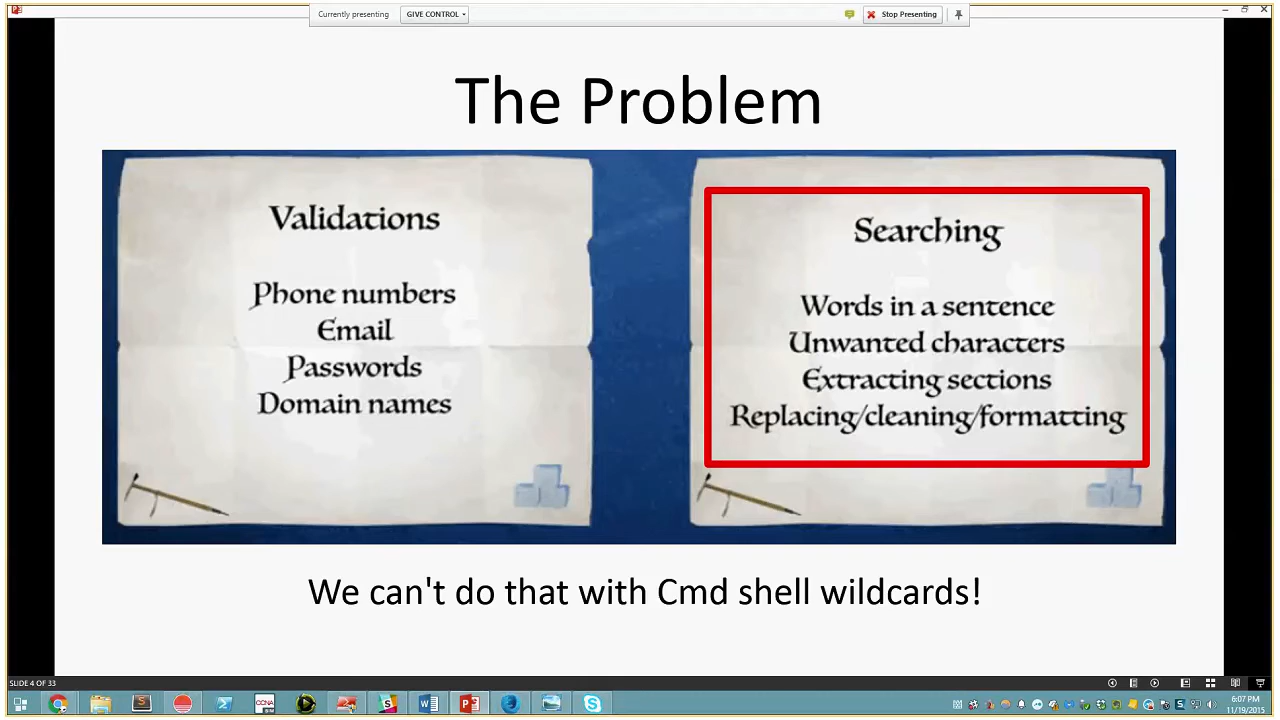 Currently presenting
GIVE CONTROL
Stop Presenting
The Problem
Validations
Phone numbers
Email
Passwords
Domain names
Searching
Words in a sentence
Unwanted characters
Extracting sections
Replacing/cleaning/formatting
We can't do that with Cmd shell wildcards!
SLIDE 4 OF 33
CCNA
6:07 PM
11/19/2015